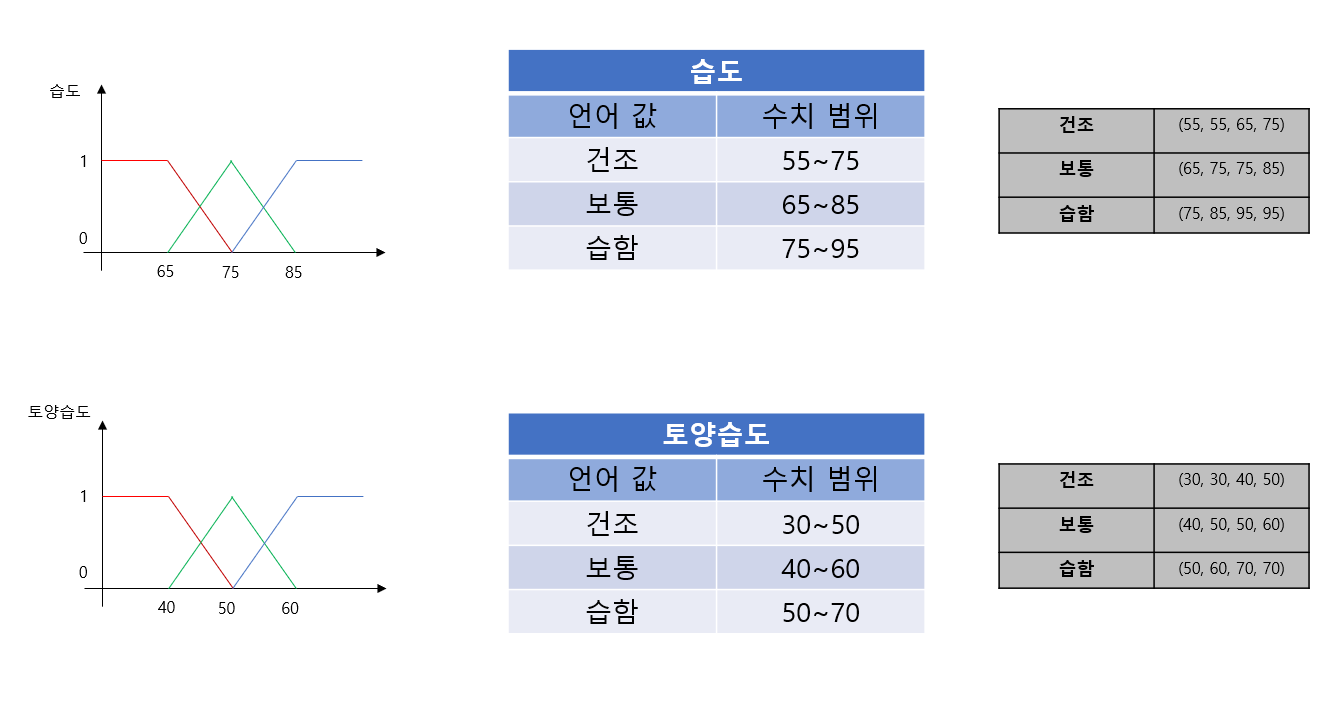 습도
1
0
65 75 85
습도
언어 값 수치 범위
건조 55~75
보통 65~85
습함 75~95
건조 (55, 55, 65, 75)
보통 (65, 75, 75, 85)
습함 (75, 85, 95, 95)
토양습도
1
0
40 50 60
토양습도
언어 값 수치 범위
건조 30~50
보통 40~60
습함 50~70
건조 (30, 30, 40, 50)
보통 (40, 50, 50, 60)
습함 (50, 60, 70, 70)